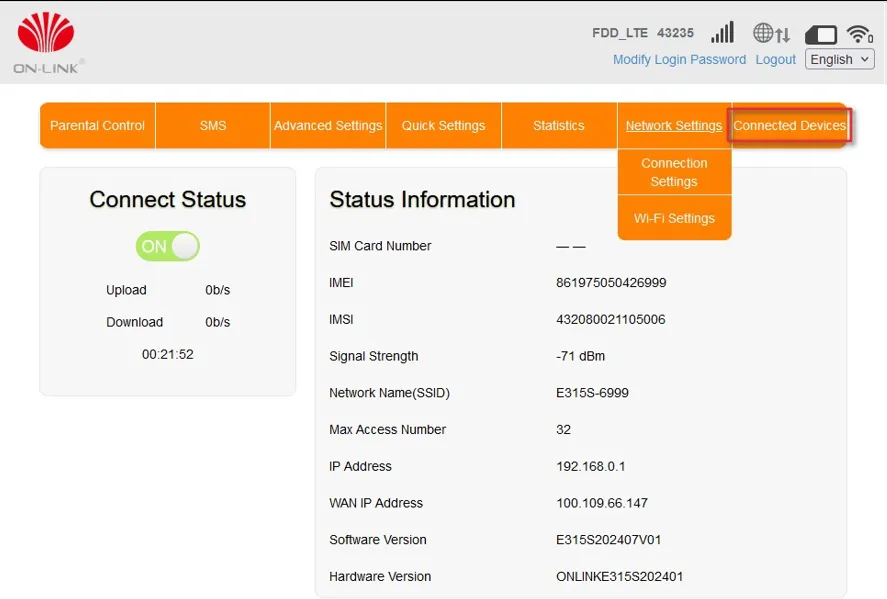 ON-LINK®
FDD_LTE 43235
0
Modify Login Password Logout English
Parental Control SMS Advanced Settings Quick Settings Statistics Network Settings Connected Devices
Connection
Settings
Wi-Fi Settings
Connect Status
ON
Upload 0b/s
Download 0b/s
00:21:52
Status Information
SIM Card Number — —
IMEI 861975050426999
IMSI 432080021105006
Signal Strength -71 dBm
Network Name(SSID) E315S-6999
Max Access Number 32
IP Address 192.168.0.1
WAN IP Address 100.109.66.147
Software Version E315S202407V01
Hardware Version ONLINKE315S202401